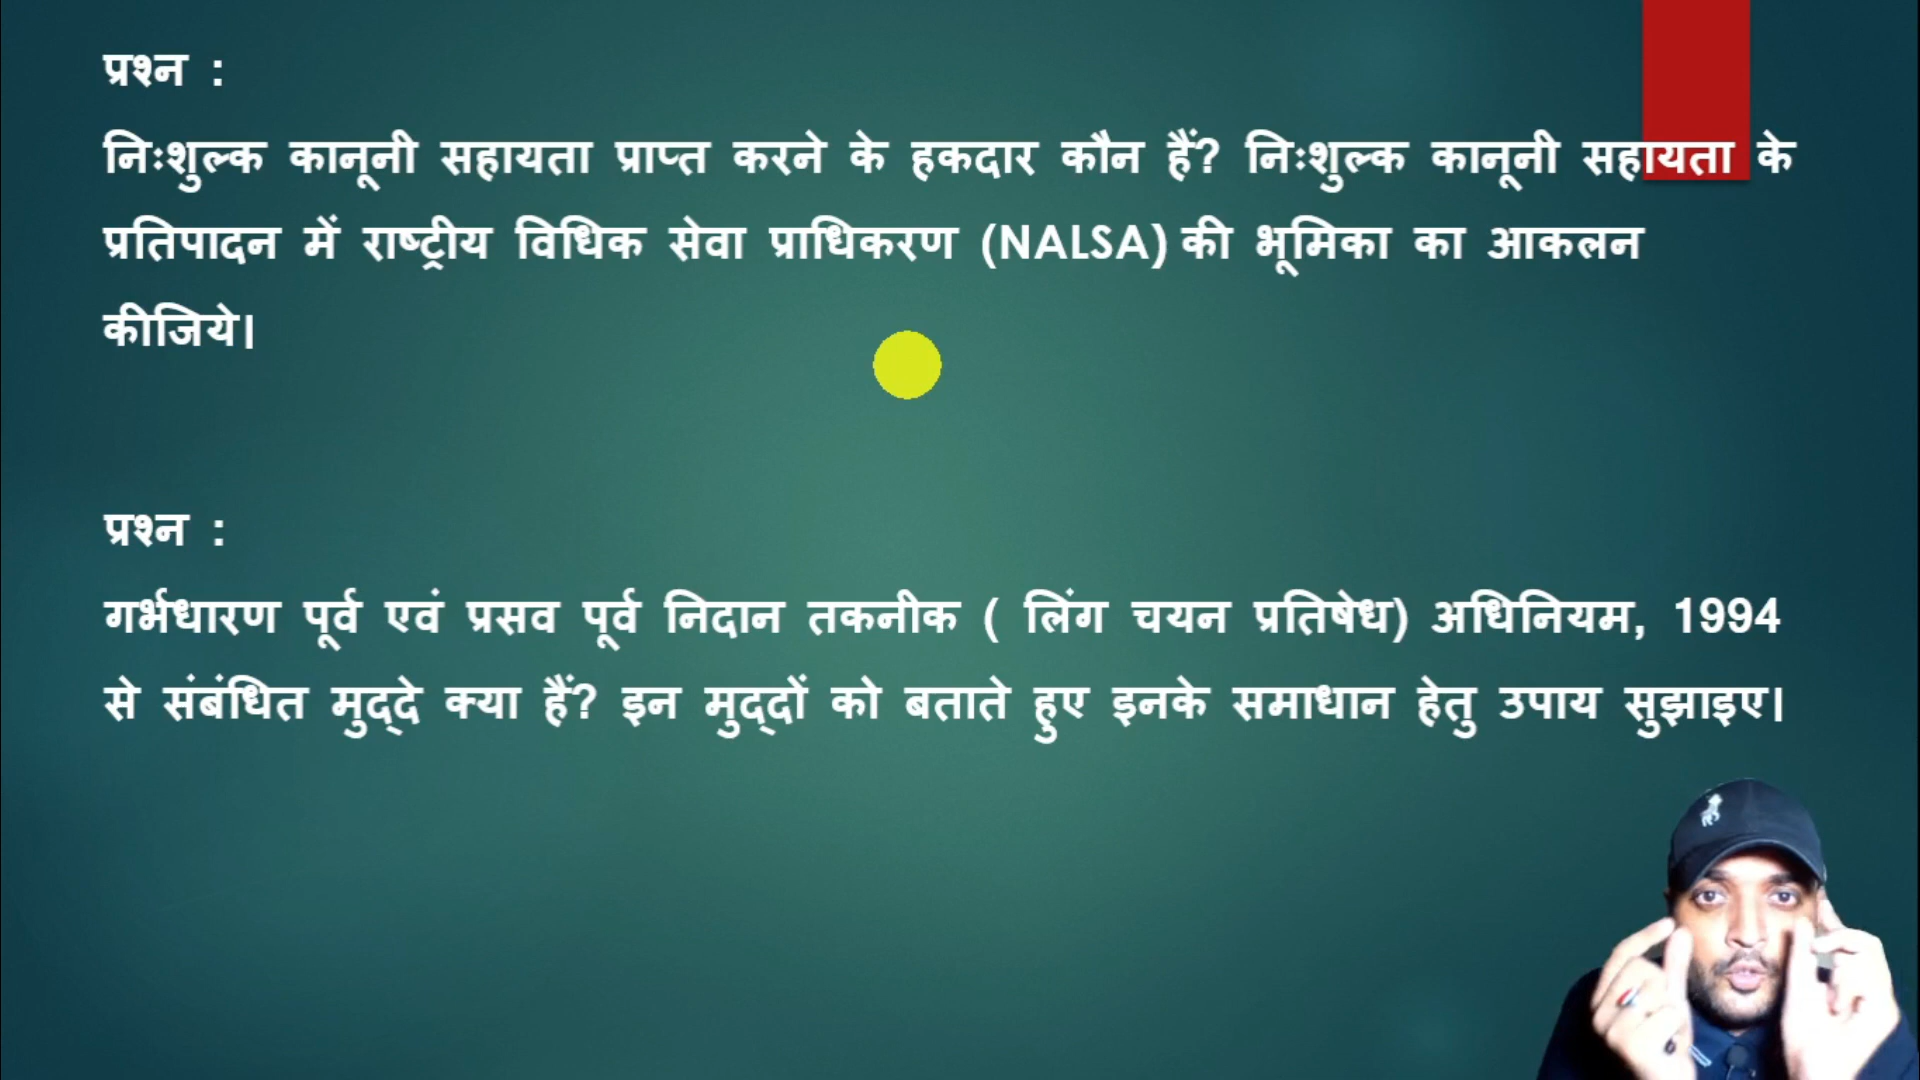 प्रश्न :
निःशुल्क कानूनी सहायता प्राप्त करने के हकदार कौन हैं? निःशुल्क कानूनी सहायता के
प्रतिपादन में राष्ट्रीय विधिक सेवा प्राधिकरण (NALSA) की भूमिका का आकलन
कीजिये।
प्रश्न :
गर्भधारण पूर्व एवं प्रसव पूर्व निदान तकनीक ( लिंग चयन प्रतिषेध) अधिनियम, 1994
से संबंधित मुद्दे क्या हैं? इन मुद्दों को बताते हुए इनके समाधान हेतु उपाय सुझाइए।